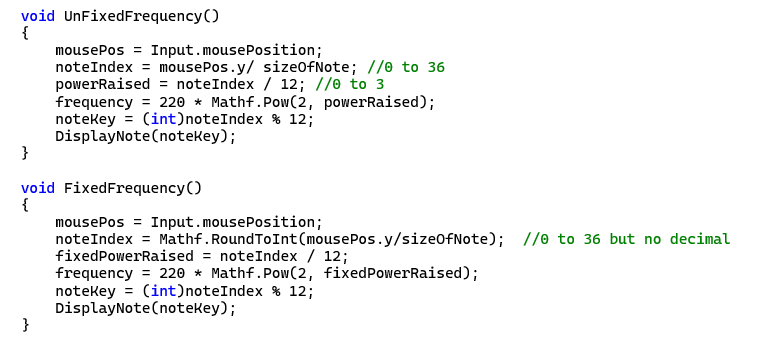 void UnFixedFrequency()
{
    mousePos = Input.mousePosition;
    noteIndex = mousePos.y/ sizeOfNote; //0 to 36
    powerRaised = noteIndex / 12; //0 to 3
    frequency = 220 * Mathf.Pow(2, powerRaised);
    noteKey = (int)noteIndex % 12;
    DisplayNote(noteKey);
}

void FixedFrequency()
{
    mousePos = Input.mousePosition;
    noteIndex = Mathf.RoundToInt(mousePos.y/sizeOfNote);  //0 to 36 but no decimal
    fixedPowerRaised = noteIndex / 12;
    frequency = 220 * Mathf.Pow(2, fixedPowerRaised);
    noteKey = (int)noteIndex % 12;
    DisplayNote(noteKey);
}